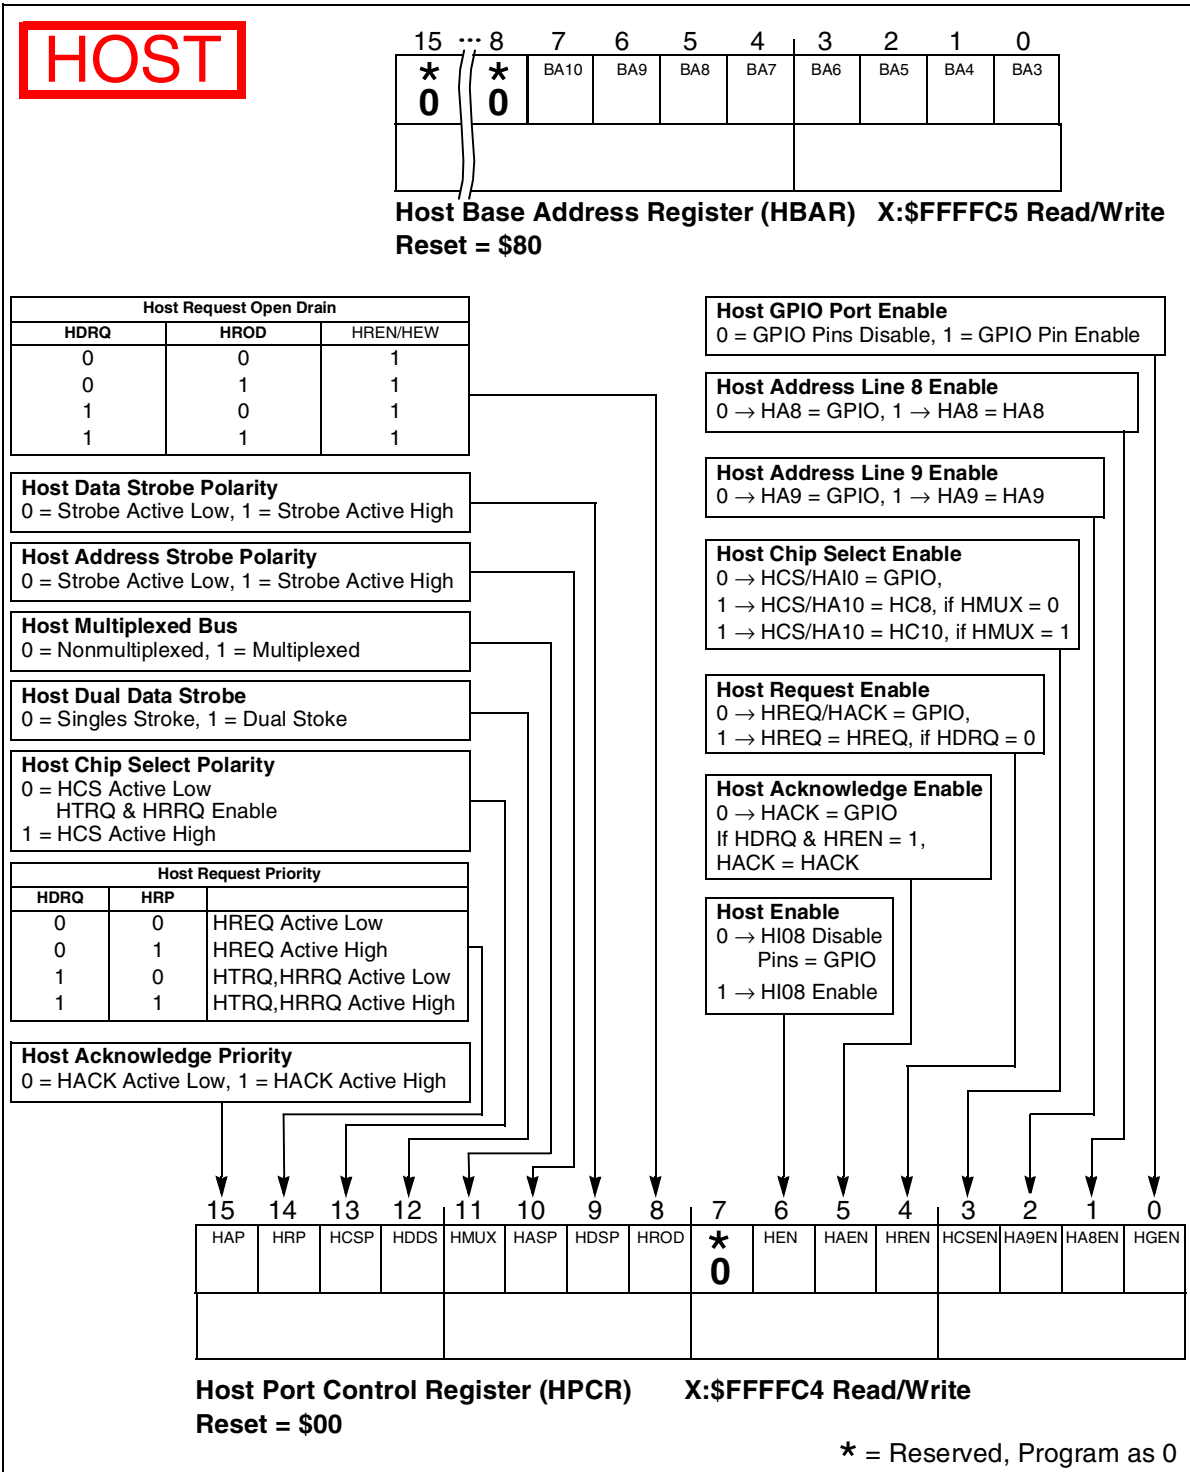 HOST
15 ... 8 7 6 5 4 3 2 1 0
* * BA10 BA9 BA8 BA7 BA6 BA5 BA4 BA3
0 0
Host Base Address Register (HBAR) X:$FFFFC5 Read/Write
Reset = $80
Host Request Open Drain
HDRQ HROD HREN/HEW
0 0 1
0 1 1
1 0 1
1 1 1
Host Data Strobe Polarity
0 = Strobe Active Low, 1 = Strobe Active High
Host Address Strobe Polarity
0 = Strobe Active Low, 1 = Strobe Active High
Host Multiplexed Bus
0 = Nonmultiplexed, 1 = Multiplexed
Host Dual Data Strobe
0 = Singles Stroke, 1 = Dual Stoke
Host Chip Select Polarity
0 = HCS Active Low
HTRQ & HRRQ Enable
1 = HCS Active High
Host Request Priority
HDRQ HRP
0 0 HREQ Active Low
0 1 HREQ Active High
1 0 HTRQ,HRRQ Active Low
1 1 HTRQ,HRRQ Active High
Host Acknowledge Priority
0 = HACK Active Low, 1 = HACK Active High
Host GPIO Port Enable
0 = GPIO Pins Disable, 1 = GPIO Pin Enable
Host Address Line 8 Enable
0 → HA8 = GPIO, 1 → HA8 = HA8
Host Address Line 9 Enable
0 → HA9 = GPIO, 1 → HA9 = HA9
Host Chip Select Enable
0 → HCS/HAI0 = GPIO,
1 → HCS/HA10 = HC8, if HMUX = 0
1 → HCS/HA10 = HC10, if HMUX = 1
Host Request Enable
0 → HREQ/HACK = GPIO,
1 → HREQ = HREQ, if HDRQ = 0
Host Acknowledge Enable
0 → HACK = GPIO
If HDRQ & HREN = 1,
HACK = HACK
Host Enable
0 → HI08 Disable
Pins = GPIO
1 → HI08 Enable
15 14 13 12 11 10 9 8 7 6 5 4 3 2 1 0
HAP HRP HCSP HDDS HMUX HASP HDSP HROD * HEN HAEN HREN HCSEN HA9EN HA8EN HGEN
0
Host Port Control Register (HPCR) X:$FFFFC4 Read/Write
Reset = $00
* = Reserved, Program as 0